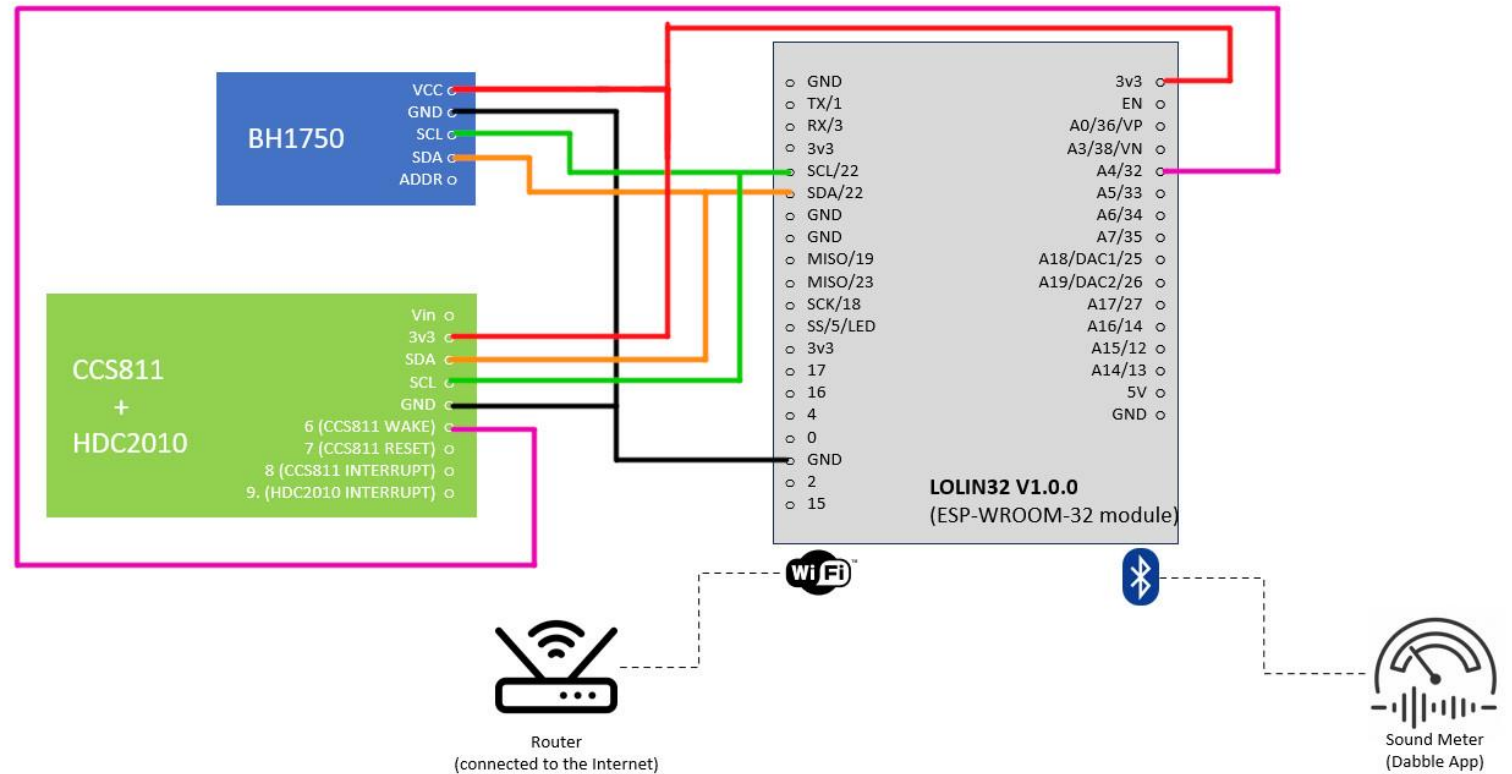 BH1750
VCC
GND
SCL
SDA
ADDR
CCS811
+
HDC2010
Vin
3v3
SDA
SCL
GND
6 (CCS811 WAKE)
7 (CCS811 RESET)
8 (CCS811 INTERRUPT)
9. (HDC2010 INTERRUPT)
GND
TX/1
RX/3
3v3
SCL/22
SDA/22
GND
GND
MISO/19
MISO/23
SCK/18
SS/5/LED
3v3
17
16
4
0
GND
2
15
3v3
EN
A0/36/VP
A3/38/VN
A4/32
A5/33
A6/34
A7/35
A18/DAC1/25
A19/DAC2/26
A17/27
A16/14
A15/12
A14/13
5V
GND
LOLIN32 V1.0.0
(ESP-WROOM-32 module)
Wi Fi™
Router
(connected to the Internet)
Sound Meter
(Dabble App)